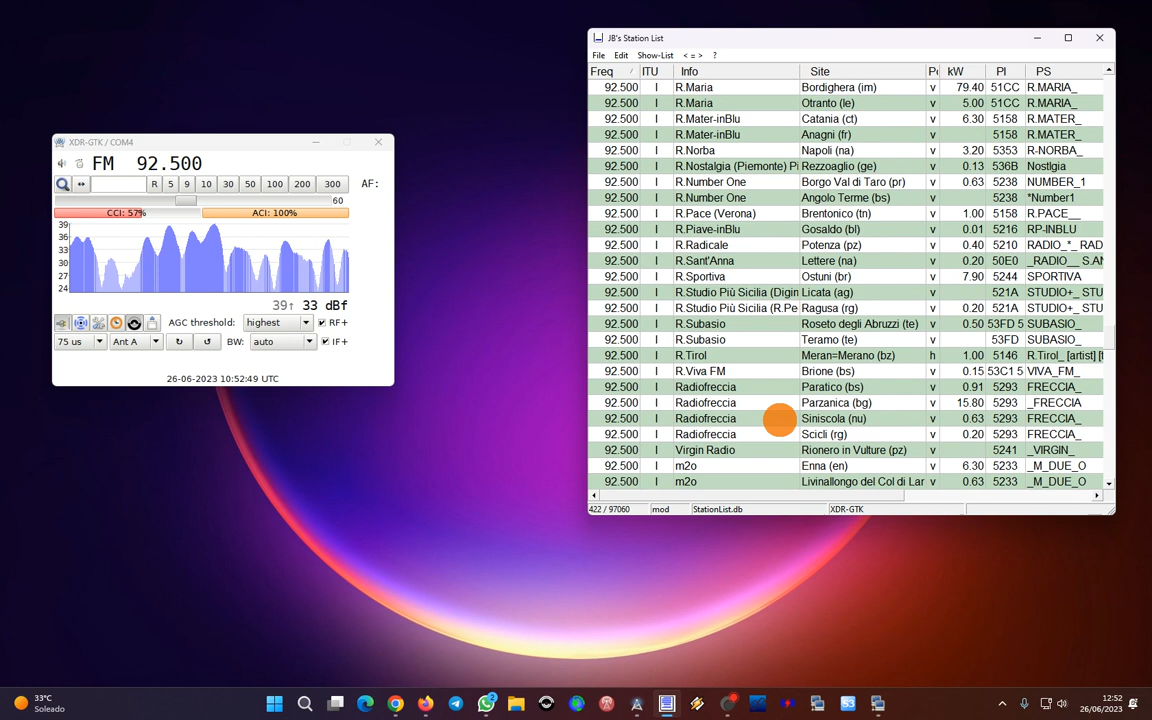 XDR-GTK / COM4
FM 92.500
R 5 9 10 30 50 100 200 300 AF:
60
CCI: 57% ACI: 100%
39
36
33
30
27
24
39↑ 33 dBf
AGC threshold: highest RF+
75 us Ant A BW: auto IF+
26-06-2023 10:52:49 UTC
JB's Station List
File Edit Show-List < = > ?
Freq / ITU Info Site kW PI PS
92.500 I R.Maria Bordighera (im) v 79.40 51CC R.MARIA_
92.500 I R.Maria Otranto (le) v 5.00 51CC R.MARIA_
92.500 I R.Mater-inBlu Catania (ct) v 6.30 5158 R.MATER_
92.500 I R.Mater-inBlu Anagni (fr) v 5158 R.MATER_
92.500 I R.Norba Napoli (na) v 3.20 5353 R-NORBA_
92.500 I R.Nostalgia (Piemonte) Pi Rezzoaglio (ge) v 0.13 536B Nostlgia
92.500 I R.Number One Borgo Val di Taro (pr) v 0.63 5238 NUMBER_1
92.500 I R.Number One Angolo Terme (bs) v 5238 *Number1
92.500 I R.Pace (Verona) Brentonico (tn) v 1.00 5158 R.PACE__
92.500 I R.Piave-inBlu Gosaldo (bl) v 0.01 5216 RP-INBLU
92.500 I R.Radicale Potenza (pz) v 0.40 5210 RADIO_*_ RAD
92.500 I R.Sant'Anna Lettere (na) v 0.20 50E0 _RADIO__ S.AN
92.500 I R.Sportiva Ostuni (br) v 7.90 5244 SPORTIVA
92.500 I R.Studio Più Sicilia (Digin Licata (ag) v 521A STUDIO+_ STU
92.500 I R.Studio Più Sicilia (R.Pe Ragusa (rg) v 0.20 521A STUDIO+_ STU
92.500 I R.Subasio Roseto degli Abruzzi (te) v 0.50 53FD 5 SUBASIO_
92.500 I R.Subasio Teramo (te) v 53FD SUBASIO_
92.500 I R.Tirol Meran=Merano (bz) h 1.00 5146 R.Tirol_ [artist] [t
92.500 I R.Viva FM Brione (bs) v 0.15 53C1 5 VIVA_FM_
92.500 I Radiofreccia Paratico (bs) v 0.91 5293 FRECCIA_
92.500 I Radiofreccia Parzanica (bg) v 15.80 5293 _FRECCIA
92.500 I Radiofreccia Siniscola (nu) v 0.63 5293 FRECCIA_
92.500 I Radiofreccia Scicli (rg) v 0.20 5293 FRECCIA_
92.500 I Virgin Radio Rionero in Vulture (pz) v 5241 _VIRGIN_
92.500 I m2o Enna (en) v 6.30 5233 _M_DUE_O
92.500 I m2o Livinallongo del Col di Lar v 0.63 5233 _M_DUE_O
422 / 97060 mod StationList.db XDR-GTK
33°C
Soleado
2
S3
12:52
26/06/2023